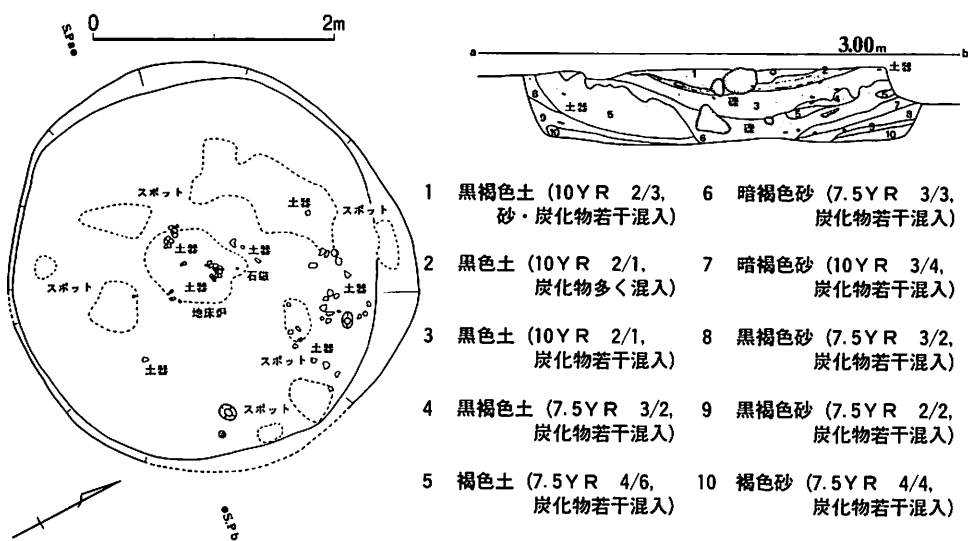 S.Pa
0 2m
スポット
土器
スポット
土器
土器
石鏃
スポット
土器
土器
地床炉
土器
スポット
土器
スポット
S.Pb
a 3.00m b
土器
1 2
8 土器 5 礫 3 4 6 7
9 5 8
10 6 礫 9 10
1 黒褐色土 (10YR 2/3,
砂・炭化物若干混入)
2 黒色土 (10YR 2/1,
炭化物多く混入)
3 黒色土 (10YR 2/1,
炭化物若干混入)
4 黒褐色土 (7.5YR 3/2,
炭化物若干混入)
5 褐色土 (7.5YR 4/6,
炭化物若干混入)
6 暗褐色砂 (7.5YR 3/3,
炭化物若干混入)
7 暗褐色砂 (10YR 3/4,
炭化物若干混入)
8 黒褐色砂 (7.5YR 3/2,
炭化物若干混入)
9 黒褐色砂 (7.5YR 2/2,
炭化物若干混入)
10 褐色砂 (7.5YR 4/4,
炭化物若干混入)